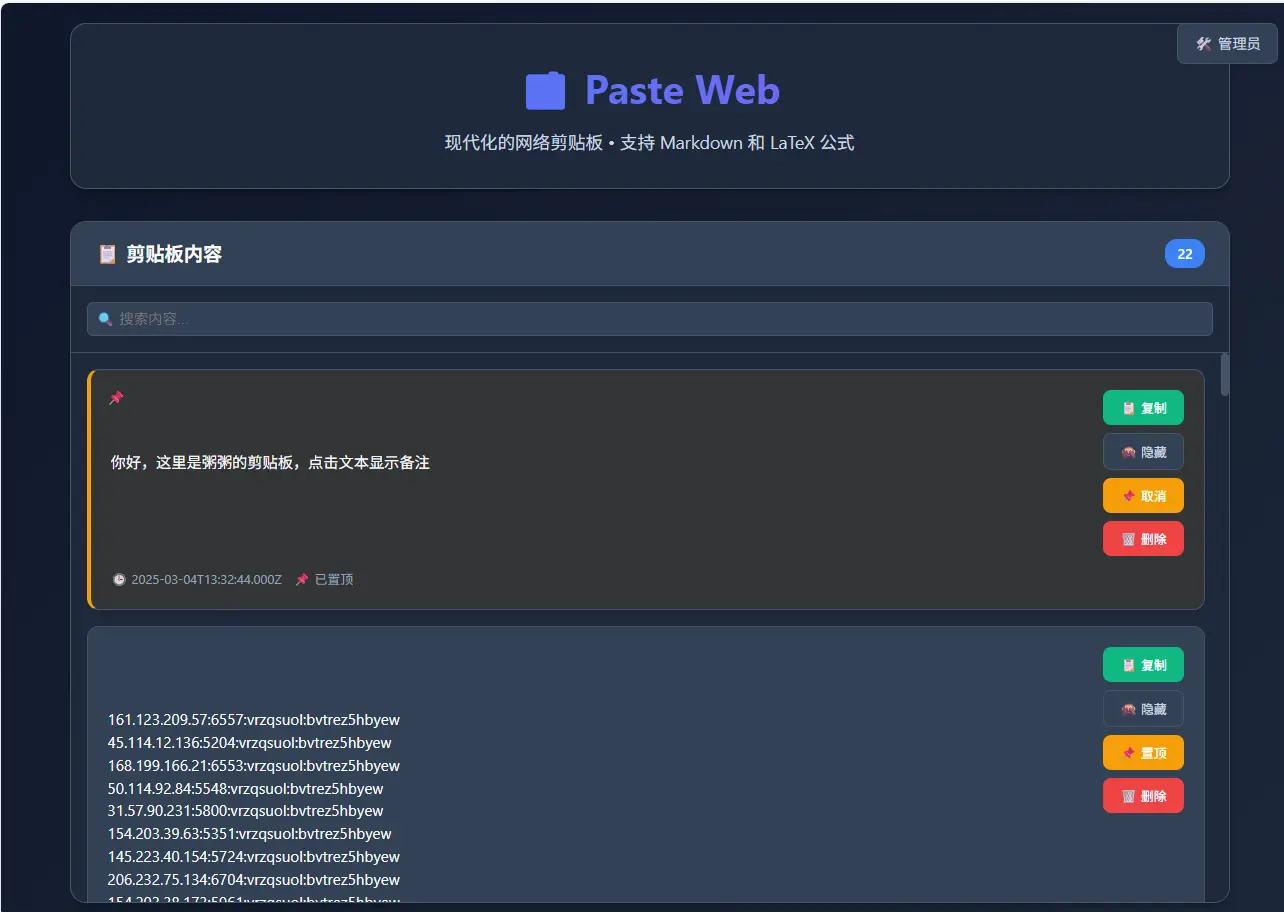 管理员
Paste Web
现代化的网络剪贴板 • 支持 Markdown 和 LaTeX 公式
剪贴板内容
22
搜索内容...
复制
你好，这里是粥粥的剪贴板，点击文本显示备注
隐藏
取消
删除
2025-03-04T13:32:44.000Z 已置顶
复制
隐藏
置顶
删除
161.123.209.57:6557:vrzqsuol:bvtrez5hbyew
45.114.12.136:5204:vrzqsuol:bvtrez5hbyew
168.199.166.21:6553:vrzqsuol:bvtrez5hbyew
50.114.92.84:5548:vrzqsuol:bvtrez5hbyew
31.57.90.231:5800:vrzqsuol:bvtrez5hbyew
154.203.39.63:5351:vrzqsuol:bvtrez5hbyew
145.223.40.154:5724:vrzqsuol:bvtrez5hbyew
206.232.75.134:6704:vrzqsuol:bvtrez5hbyew